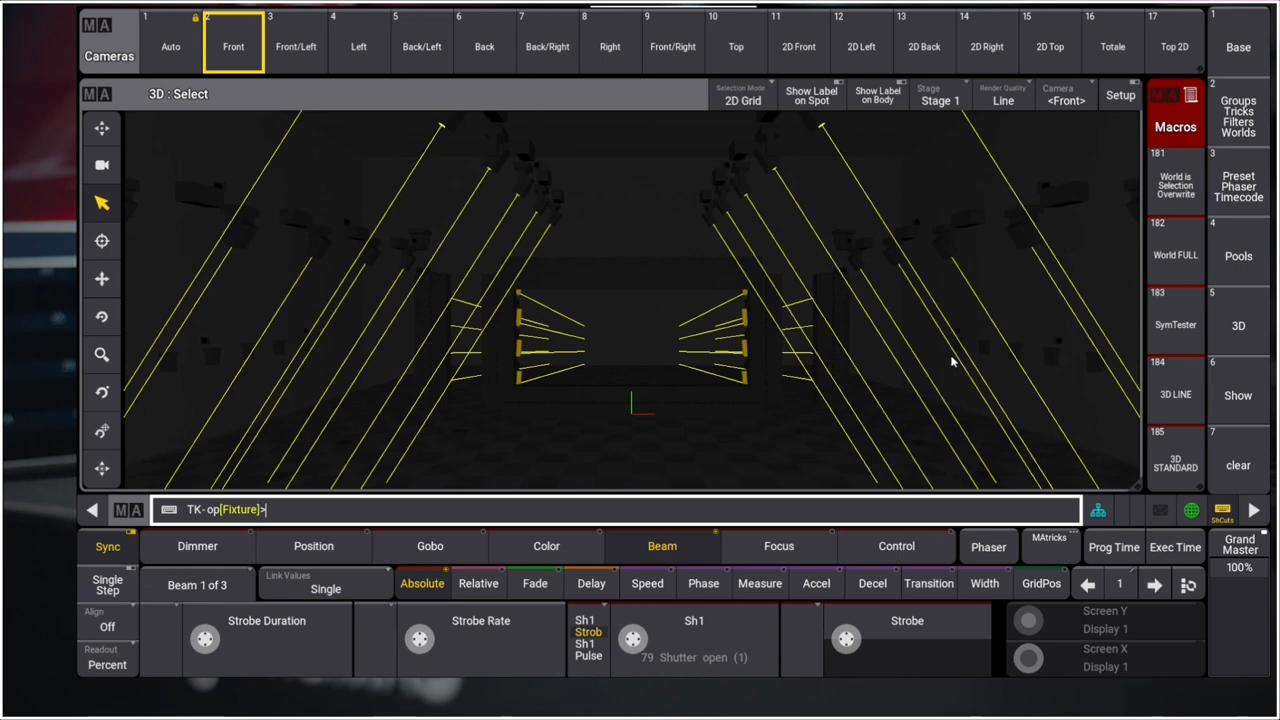 MA
Cameras
1
Auto
2
Front
3
Front/Left
4
Left
5
Back/Left
6
Back
7
Back/Right
8
Right
9
Front/Right
10
Top
11
2D Front
12
2D Left
13
2D Back
14
2D Right
15
2D Top
16
Totale
17
Top 2D
1
Base
MA
3D : Select
Selection Mode
2D Grid
Show Label
on Spot
Show Label
on Body
Stage
Stage 1
Render Quality
Line
Camera
<Front>
Setup
MA
Macros
181
World is
Selection
Overwrite
182
World FULL
183
SymTester
184
3D LINE
185
3D
STANDARD
2
Groups
Tricks
Filters
Worlds
3
Preset
Phaser
Timecode
4
Pools
5
3D
6
Show
7
clear
MA
TK-op[Fixture]>
ShCuts
Sync
Dimmer
Position
Gobo
Color
Beam
Focus
Control
Phaser
MAtricks
Prog Time
Exec Time
Grand
Master
100%
Single
Step
Beam 1 of 3
Link Values
Single
Absolute
Relative
Fade
Delay
Speed
Phase
Measure
Accel
Decel
Transition
Width
GridPos
1
Align
Off
Readout
Percent
Strobe Duration
Strobe Rate
Sh1
Strob
Sh1
Pulse
Sh1
79 Shutter open (1)
Strobe
Screen Y
Display 1
Screen X
Display 1